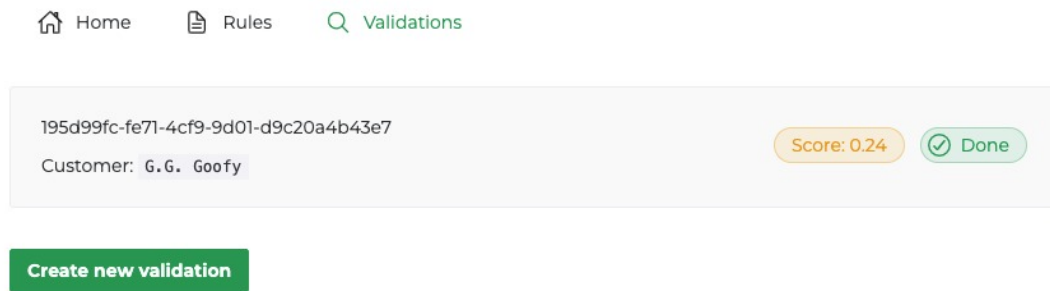 Home Rules Validations
195d99fc-fe71-4cf9-9d01-d9c20a4b43e7
Customer: G.G. Goofy
Score: 0.24 Done
Create new validation